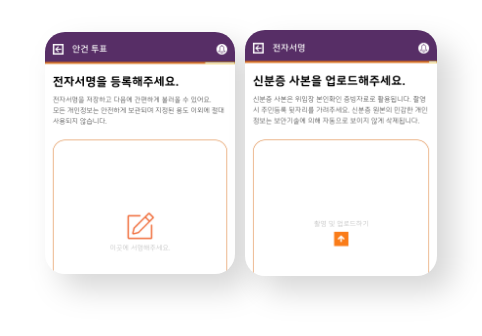 안건 투표
전자서명을 등록해주세요.
전자서명을 저장하고 다음에 간편하게 불러올 수 있어요.
모든 개인정보는 안전하게 보관되며 지정된 용도 이외에 절대
사용되지 않습니다.
이곳에 서명해주세요.
전자서명
신분증 사본을 업로드해주세요.
신분증 사본은 위임장 본인확인 증빙자료로 활용됩니다. 촬영
시 주민등록 뒷자리를 가려주세요. 신분증 원본의 민감한 개인
정보는 보안기술에 의해 자동으로 보이지 않게 삭제됩니다.
촬영 및 업로드하기